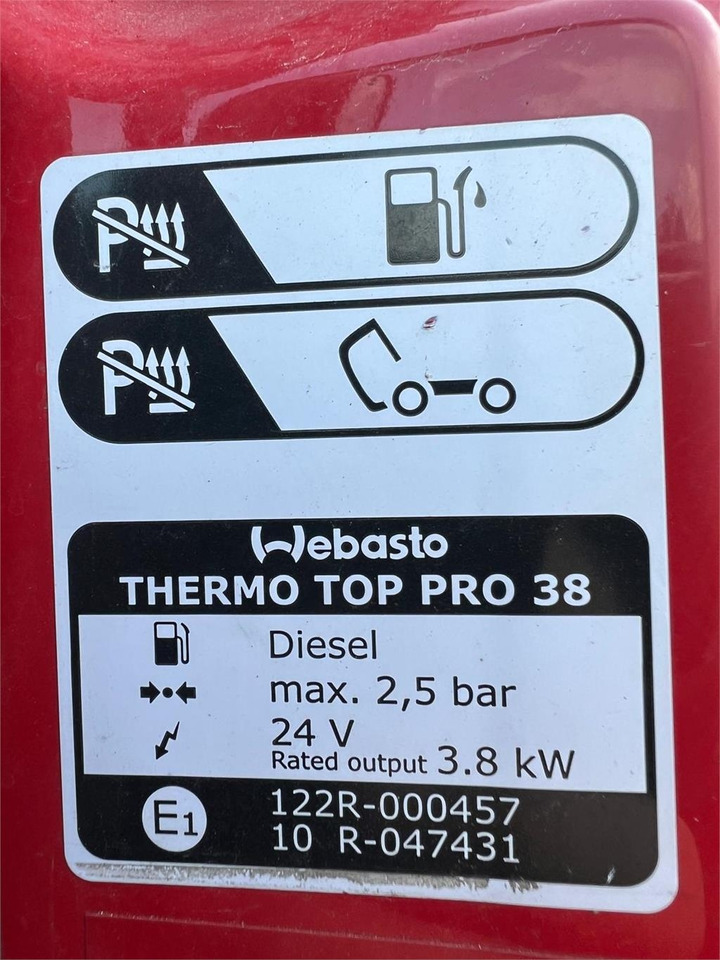 P
P
Webasto
THERMO TOP PRO 38
Diesel
max. 2,5 bar
24 V
Rated output 3.8 kW
E1 122R-000457
10 R-047431